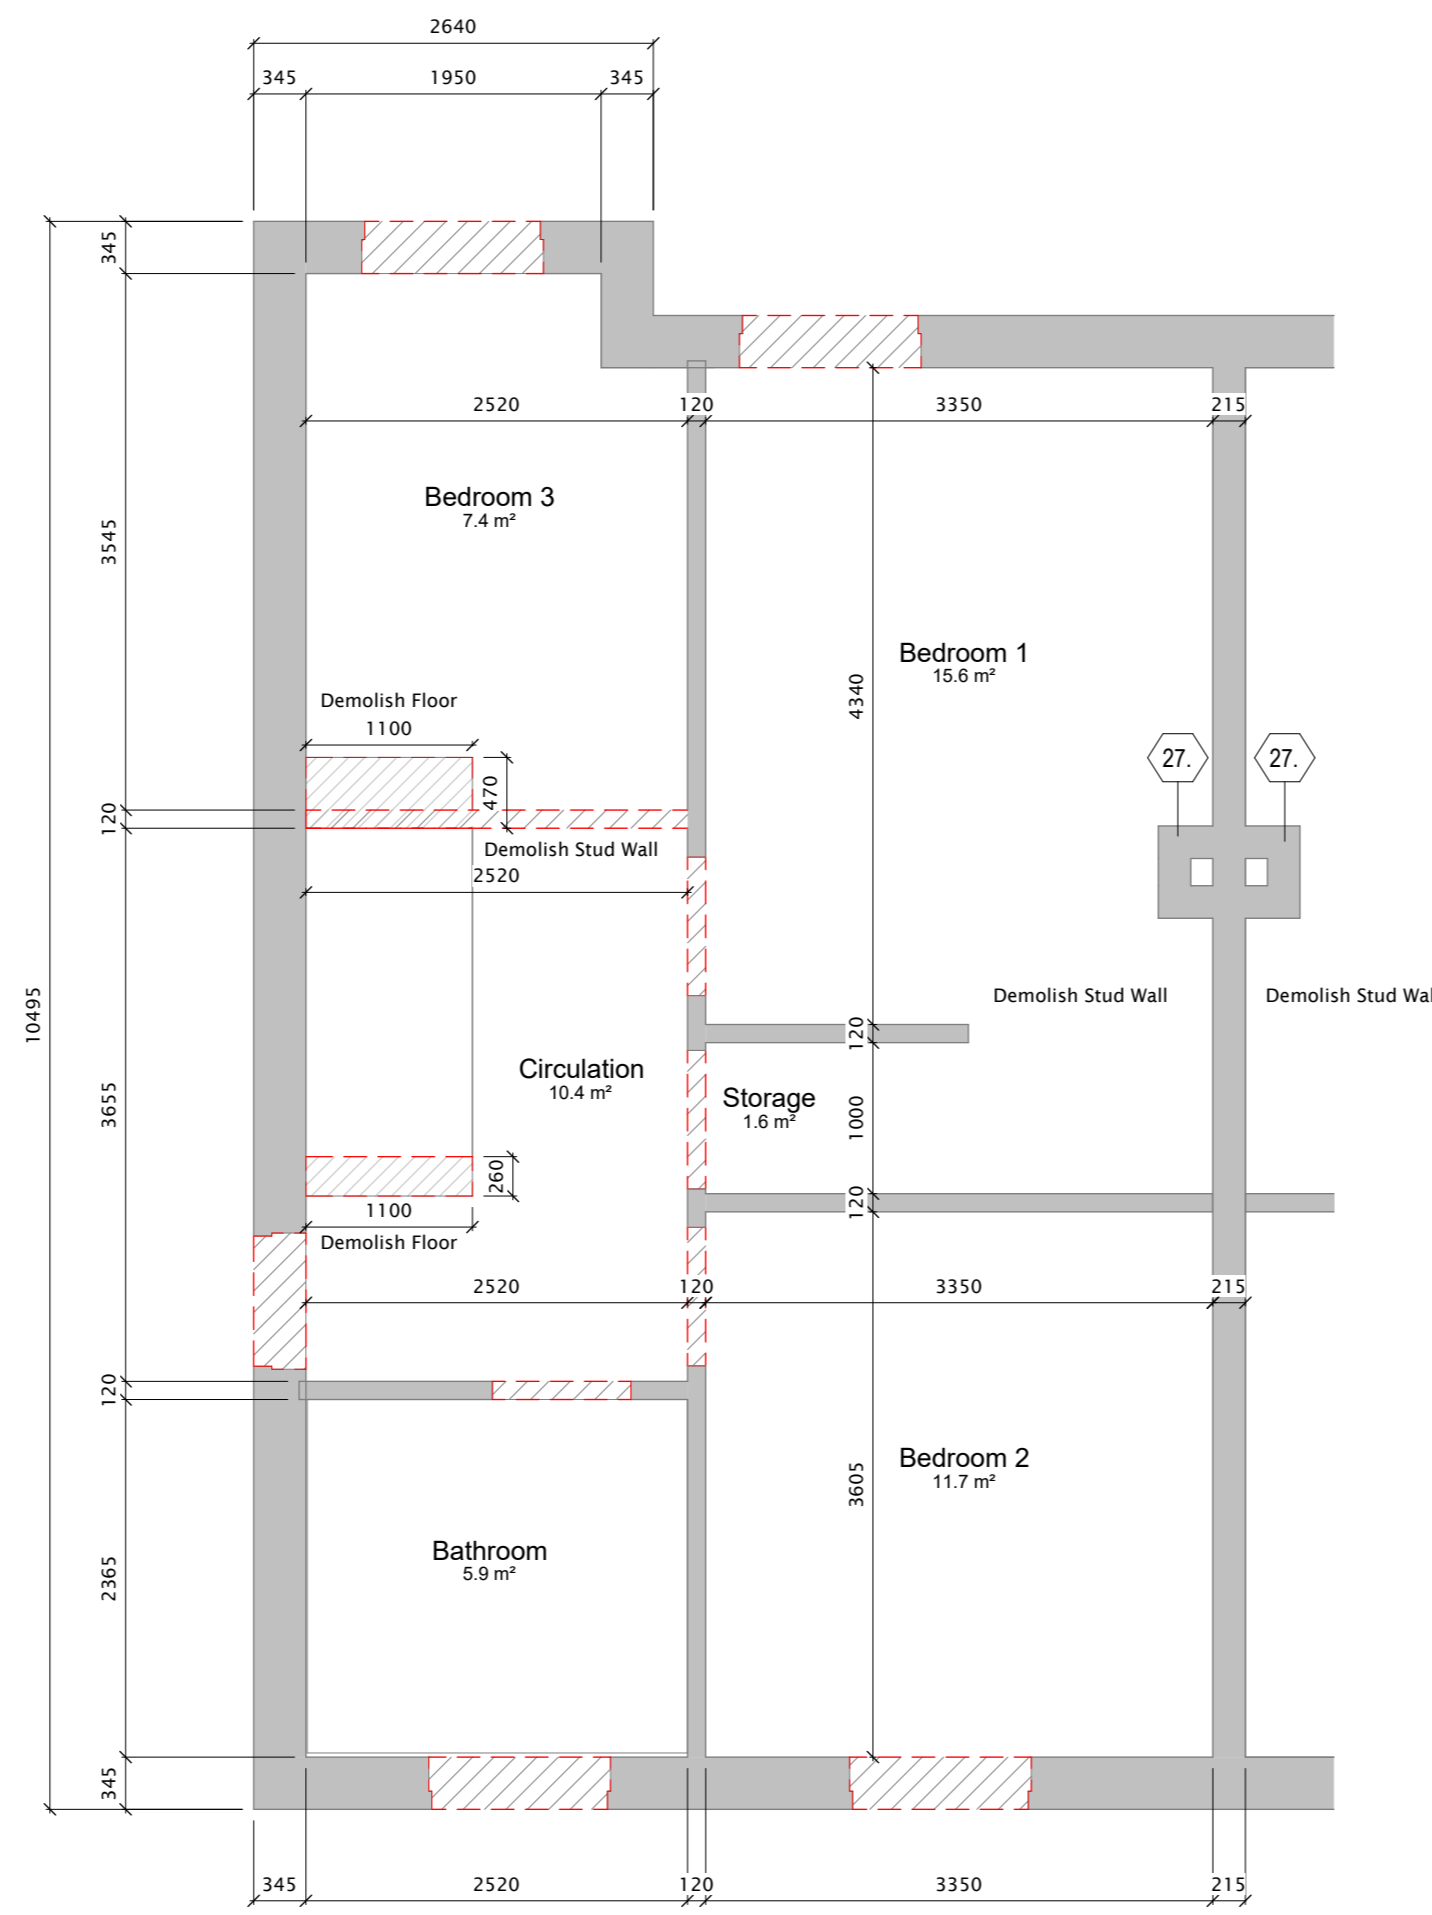 2640
345 1950 345
345
2520 120 3350 215
Bedroom 3
7.4 m²
3545
Bedroom 1
15.6 m²
4340
Demolish Floor
1100
27. 27.
470
120
Demolish Stud Wall
2520
10495
Demolish Stud Wall Demolish Stud Wal
120
Circulation
10.4 m²
Storage
1.6 m²
1000
3655
260
120
1100
Demolish Floor
2520 120 3350 215
120
Bedroom 2
11.7 m²
3605
Bathroom
5.9 m²
2365
345
345 2520 120 3350 215